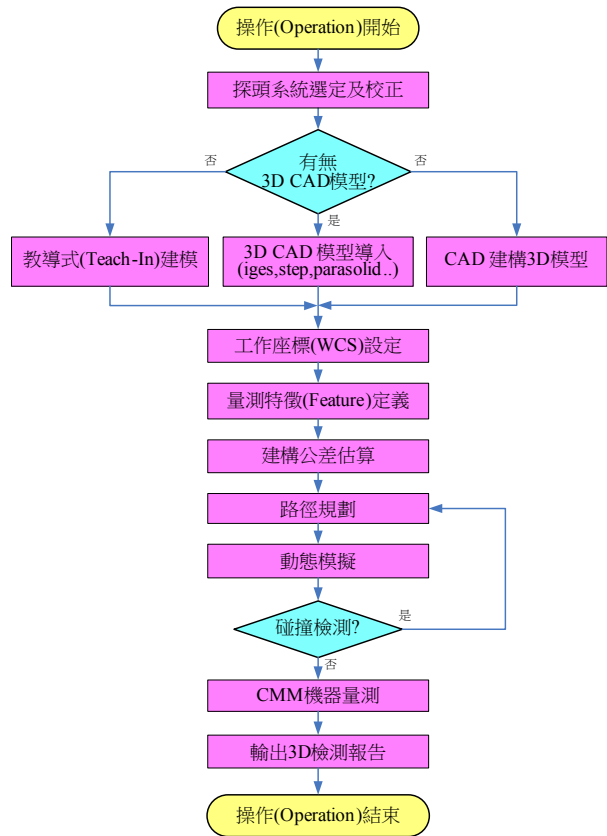 操作(Operation)開始
探頭系統選定及校正
有無
3D CAD模型?
否
否
是
教導式(Teach-In)建模
3D CAD 模型導入
(iges,step,parasolid..)
CAD 建構3D模型
工作座標(WCS)設定
量測特徵(Feature)定義
建構公差估算
路徑規劃
動態模擬
碰撞檢測?
是
否
CMM機器量測
輸出3D檢測報告
操作(Operation)結束